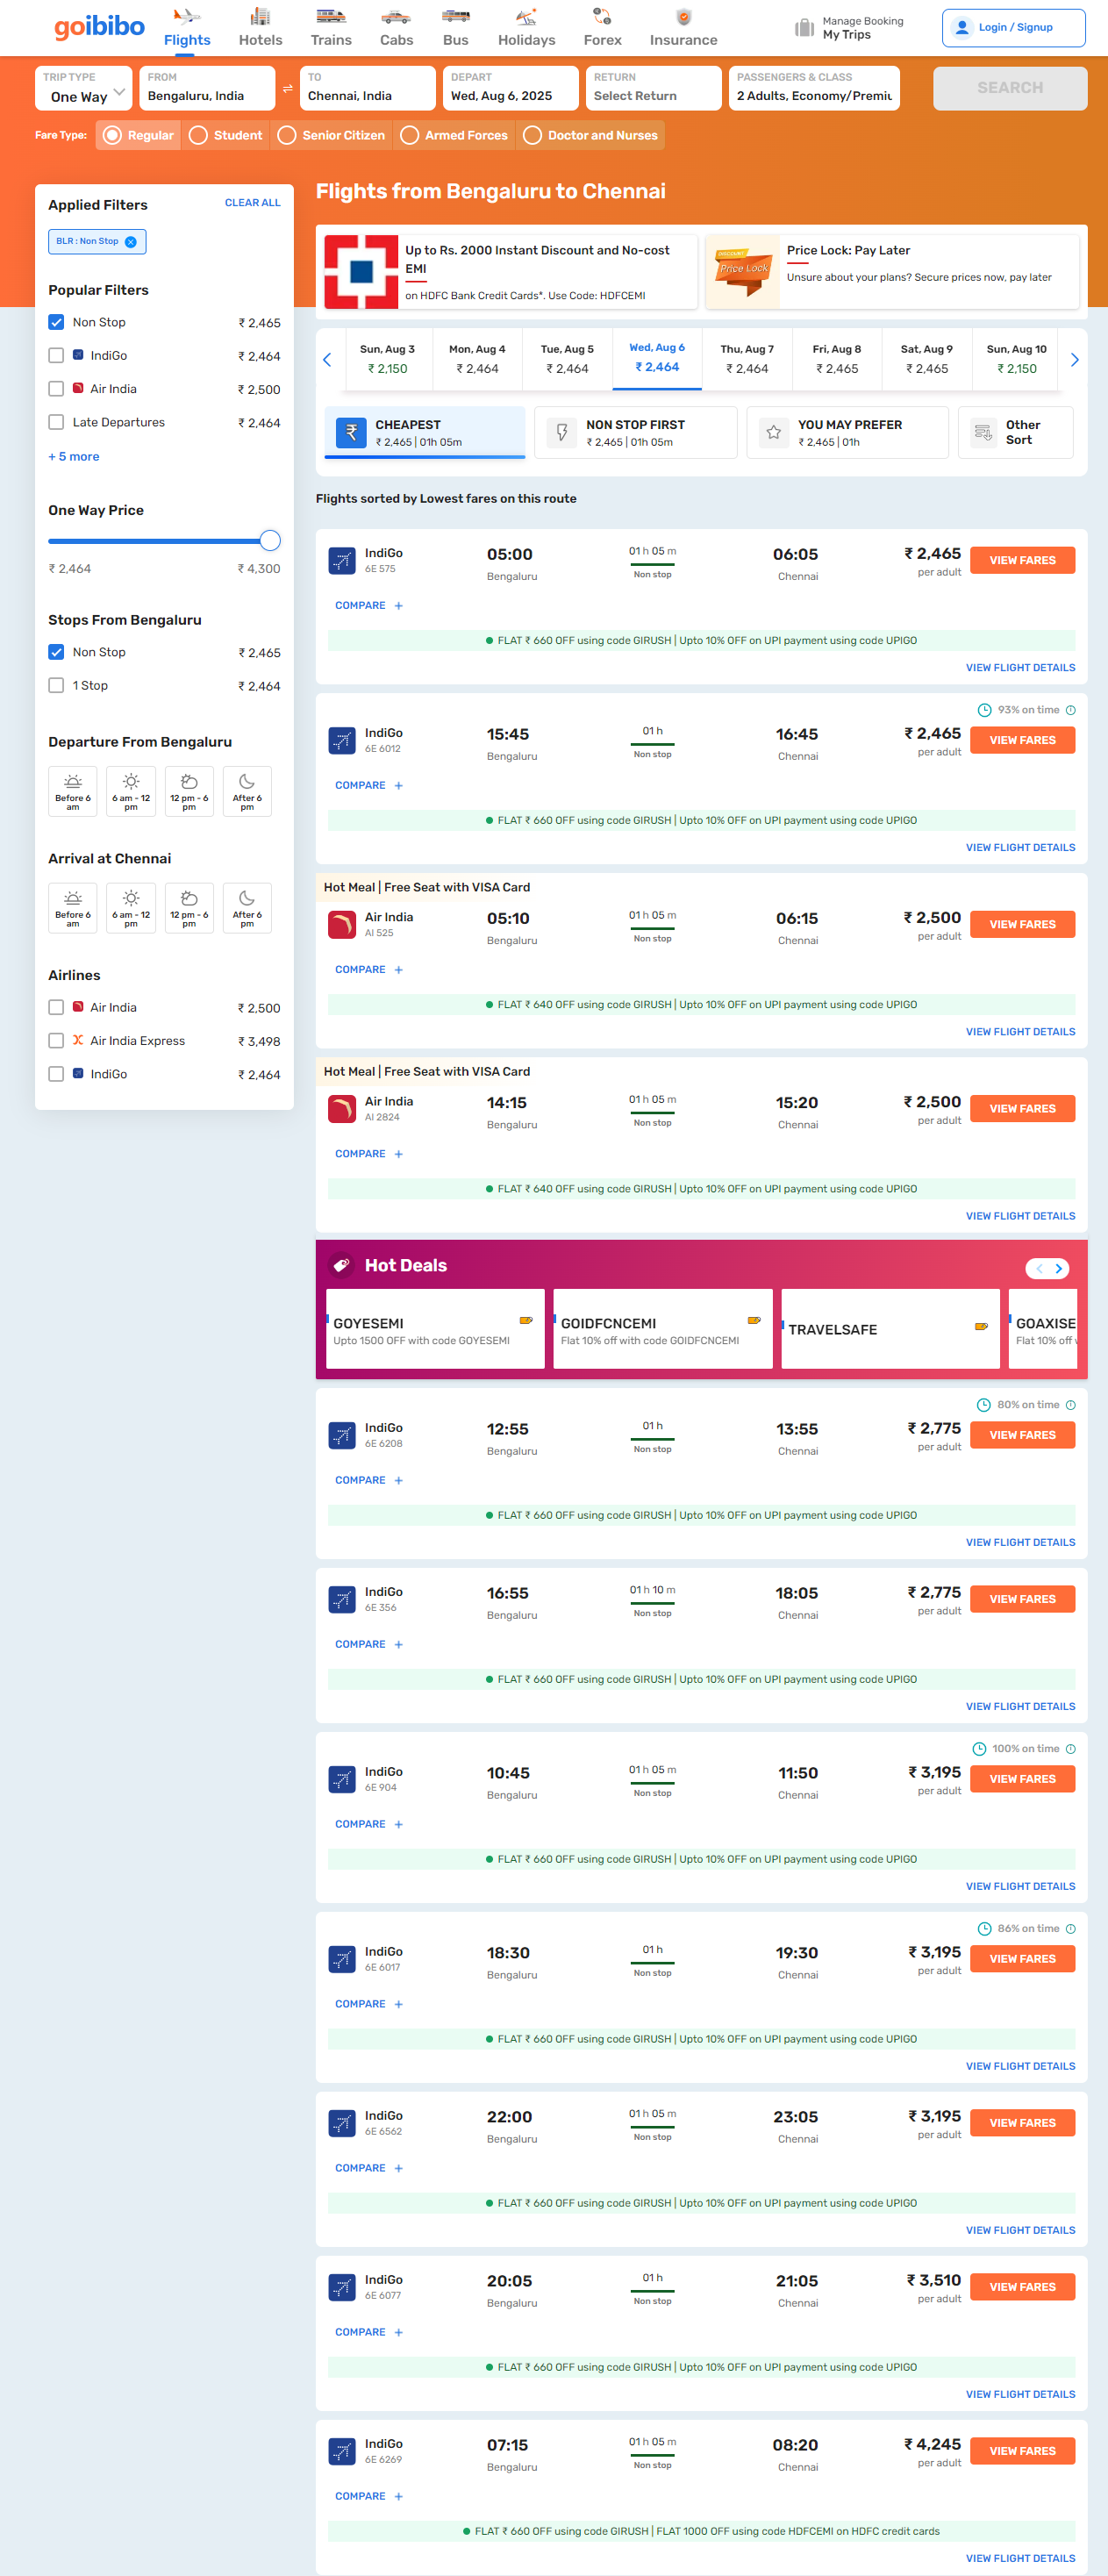 goibibo
Flights
Hotels
Trains
Cabs
Bus
Holidays
Forex
Insurance
Manage Booking
My Trips
Login / Signup
TRIP TYPE
One Way
FROM
Bengaluru, India
TO
Chennai, India
DEPART
Wed, Aug 6, 2025
RETURN
Select Return
PASSENGERS & CLASS
2 Adults, Economy/Premiu
SEARCH
Fare Type:
Regular
Student
Senior Citizen
Armed Forces
Doctor and Nurses
Applied Filters
CLEAR ALL
BLR : Non Stop
Popular Filters
Non Stop ₹ 2,465
IndiGo ₹ 2,464
Air India ₹ 2,500
Late Departures ₹ 2,464
+ 5 more
One Way Price
₹ 2,464 ₹ 4,300
Stops From Bengaluru
Non Stop ₹ 2,465
1 Stop ₹ 2,464
Departure From Bengaluru
Before 6 am
6 am - 12 pm
12 pm - 6 pm
After 6 pm
Arrival at Chennai
Before 6 am
6 am - 12 pm
12 pm - 6 pm
After 6 pm
Airlines
Air India ₹ 2,500
Air India Express ₹ 3,498
IndiGo ₹ 2,464
Flights from Bengaluru to Chennai
Up to Rs. 2000 Instant Discount and No-cost
EMI
on HDFC Bank Credit Cards*. Use Code: HDFCEMI
DISCOUNT
Price Lock
Price Lock: Pay Later
Unsure about your plans? Secure prices now, pay later
Sun, Aug 3
₹ 2,150
Mon, Aug 4
₹ 2,464
Tue, Aug 5
₹ 2,464
Wed, Aug 6
₹ 2,464
Thu, Aug 7
₹ 2,464
Fri, Aug 8
₹ 2,465
Sat, Aug 9
₹ 2,465
Sun, Aug 10
₹ 2,150
CHEAPEST
₹ 2,465 | 01h 05m
NON STOP FIRST
₹ 2,465 | 01h 05m
YOU MAY PREFER
₹ 2,465 | 01h
Other
Sort
Flights sorted by Lowest fares on this route
IndiGo 05:00 01 h 05 m 06:05 ₹ 2,465 VIEW FARES
6E 575 Bengaluru Non stop Chennai per adult
COMPARE +
FLAT ₹ 660 OFF using code GIRUSH | Upto 10% OFF on UPI payment using code UPIGO
VIEW FLIGHT DETAILS
93% on time
IndiGo 15:45 01 h 16:45 ₹ 2,465 VIEW FARES
6E 6012 Bengaluru Non stop Chennai per adult
COMPARE +
FLAT ₹ 660 OFF using code GIRUSH | Upto 10% OFF on UPI payment using code UPIGO
VIEW FLIGHT DETAILS
Hot Meal | Free Seat with VISA Card
Air India 05:10 01 h 05 m 06:15 ₹ 2,500 VIEW FARES
AI 525 Bengaluru Non stop Chennai per adult
COMPARE +
FLAT ₹ 640 OFF using code GIRUSH | Upto 10% OFF on UPI payment using code UPIGO
VIEW FLIGHT DETAILS
Hot Meal | Free Seat with VISA Card
Air India 14:15 01 h 05 m 15:20 ₹ 2,500 VIEW FARES
AI 2824 Bengaluru Non stop Chennai per adult
COMPARE +
FLAT ₹ 640 OFF using code GIRUSH | Upto 10% OFF on UPI payment using code UPIGO
VIEW FLIGHT DETAILS
Hot Deals
GOYESEMI
Upto 1500 OFF with code GOYESEMI
GOIDFCNCEMI
Flat 10% off with code GOIDFCNCEMI
TRAVELSAFE
GOAXISE
Flat 10% off
80% on time
IndiGo 12:55 01 h 13:55 ₹ 2,775 VIEW FARES
6E 6208 Bengaluru Non stop Chennai per adult
COMPARE +
FLAT ₹ 660 OFF using code GIRUSH | Upto 10% OFF on UPI payment using code UPIGO
VIEW FLIGHT DETAILS
IndiGo 16:55 01 h 10 m 18:05 ₹ 2,775 VIEW FARES
6E 356 Bengaluru Non stop Chennai per adult
COMPARE +
FLAT ₹ 660 OFF using code GIRUSH | Upto 10% OFF on UPI payment using code UPIGO
VIEW FLIGHT DETAILS
100% on time
IndiGo 10:45 01 h 05 m 11:50 ₹ 3,195 VIEW FARES
6E 904 Bengaluru Non stop Chennai per adult
COMPARE +
FLAT ₹ 660 OFF using code GIRUSH | Upto 10% OFF on UPI payment using code UPIGO
VIEW FLIGHT DETAILS
86% on time
IndiGo 18:30 01 h 19:30 ₹ 3,195 VIEW FARES
6E 6017 Bengaluru Non stop Chennai per adult
COMPARE +
FLAT ₹ 660 OFF using code GIRUSH | Upto 10% OFF on UPI payment using code UPIGO
VIEW FLIGHT DETAILS
IndiGo 22:00 01 h 05 m 23:05 ₹ 3,195 VIEW FARES
6E 6562 Bengaluru Non stop Chennai per adult
COMPARE +
FLAT ₹ 660 OFF using code GIRUSH | Upto 10% OFF on UPI payment using code UPIGO
VIEW FLIGHT DETAILS
IndiGo 20:05 01 h 21:05 ₹ 3,510 VIEW FARES
6E 6077 Bengaluru Non stop Chennai per adult
COMPARE +
FLAT ₹ 660 OFF using code GIRUSH | Upto 10% OFF on UPI payment using code UPIGO
VIEW FLIGHT DETAILS
IndiGo 07:15 01 h 05 m 08:20 ₹ 4,245 VIEW FARES
6E 6269 Bengaluru Non stop Chennai per adult
COMPARE +
FLAT ₹ 660 OFF using code GIRUSH | FLAT 1000 OFF using code HDFCEMI on HDFC credit cards
VIEW FLIGHT DETAILS